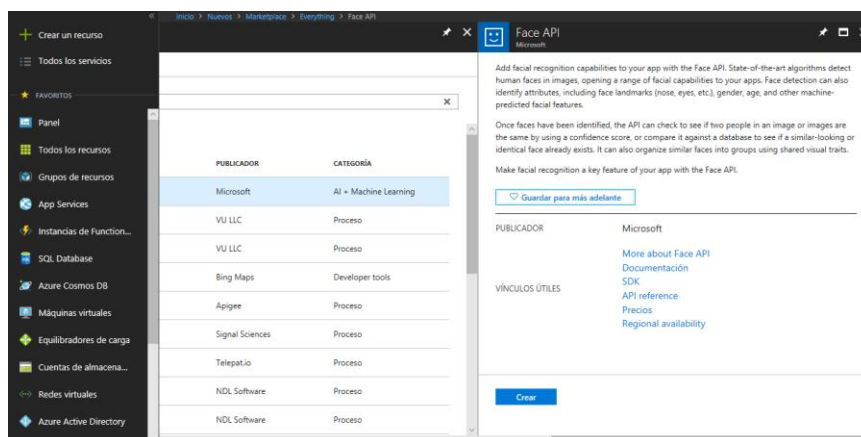 Inicio > Nuevos > Marketplace > Everything > Face API
Crear un recurso
Todos los servicios
FAVORITOS
Panel
Todos los recursos
Grupos de recursos
App Services
Instancias de Function...
SQL Database
Azure Cosmos DB
Máquinas virtuales
Equilibradores de carga
Cuentas de almacena...
Redes virtuales
Azure Active Directory
PUBLICADOR CATEGORÍA
Microsoft AI + Machine Learning
VU LLC Proceso
VU LLC Proceso
Bing Maps Developer tools
Apigee Proceso
Signal Sciences Proceso
Telepat.io Proceso
NDL Software Proceso
NDL Software Proceso
Face API
Microsoft
Add facial recognition capabilities to your app with the Face API. State-of-the-art algorithms detect
human faces in images, opening a range of facial capabilities to your apps. Face detection can also
identify attributes, including face landmarks (nose, eyes, etc.), gender, age, and other machine-
predicted facial features.
Once faces have been identified, the API can check to see if two people in an image or images are
the same by using a confidence score, or compare it against a database to see if a similar-looking or
identical face already exists. It can also organize similar faces into groups using shared visual traits.
Make facial recognition a key feature of your app with the Face API.
Guardar para más adelante
PUBLICADOR Microsoft
VÍNCULOS ÚTILES
More about Face API
Documentación
SDK
API reference
Precios
Regional availability
Crear